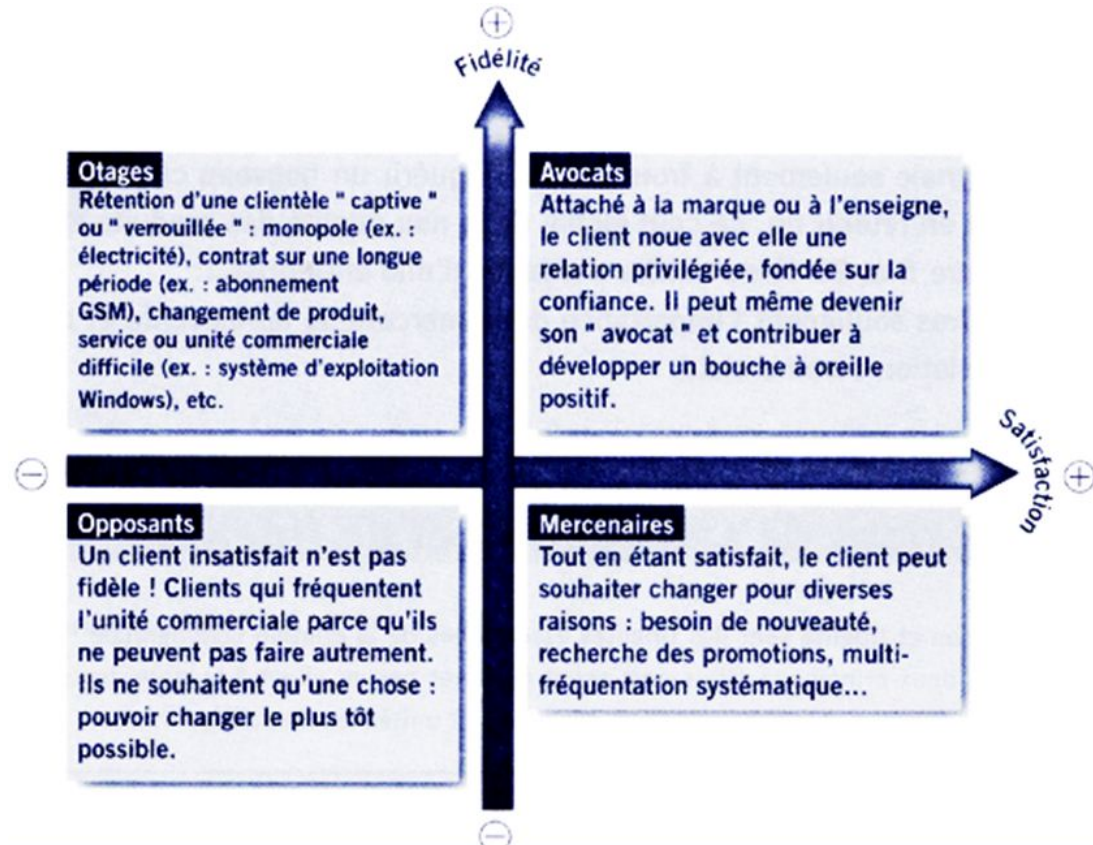 Fidélité
Otages
Rétention d'une clientèle " captive "
ou " verrouillée " : monopole (ex. :
électricité), contrat sur une longue
période (ex. : abonnement
GSM), changement de produit,
service ou unité commerciale
difficile (ex. : système d'exploitation
Windows), etc.
Avocats
Attaché à la marque ou à l'enseigne,
le client noue avec elle une
relation privilégiée, fondée sur la
confiance. Il peut même devenir
son " avocat " et contribuer à
développer un bouche à oreille
positif.
Satisfaction
Opposants
Un client insatisfait n'est pas
fidèle ! Clients qui fréquentent
l'unité commerciale parce qu'ils
ne peuvent pas faire autrement.
Ils ne souhaitent qu'une chose :
pouvoir changer le plus tôt
possible.
Mercenaires
Tout en étant satisfait, le client peut
souhaiter changer pour diverses
raisons : besoin de nouveauté,
recherche des promotions, multi-
fréquentation systématique...